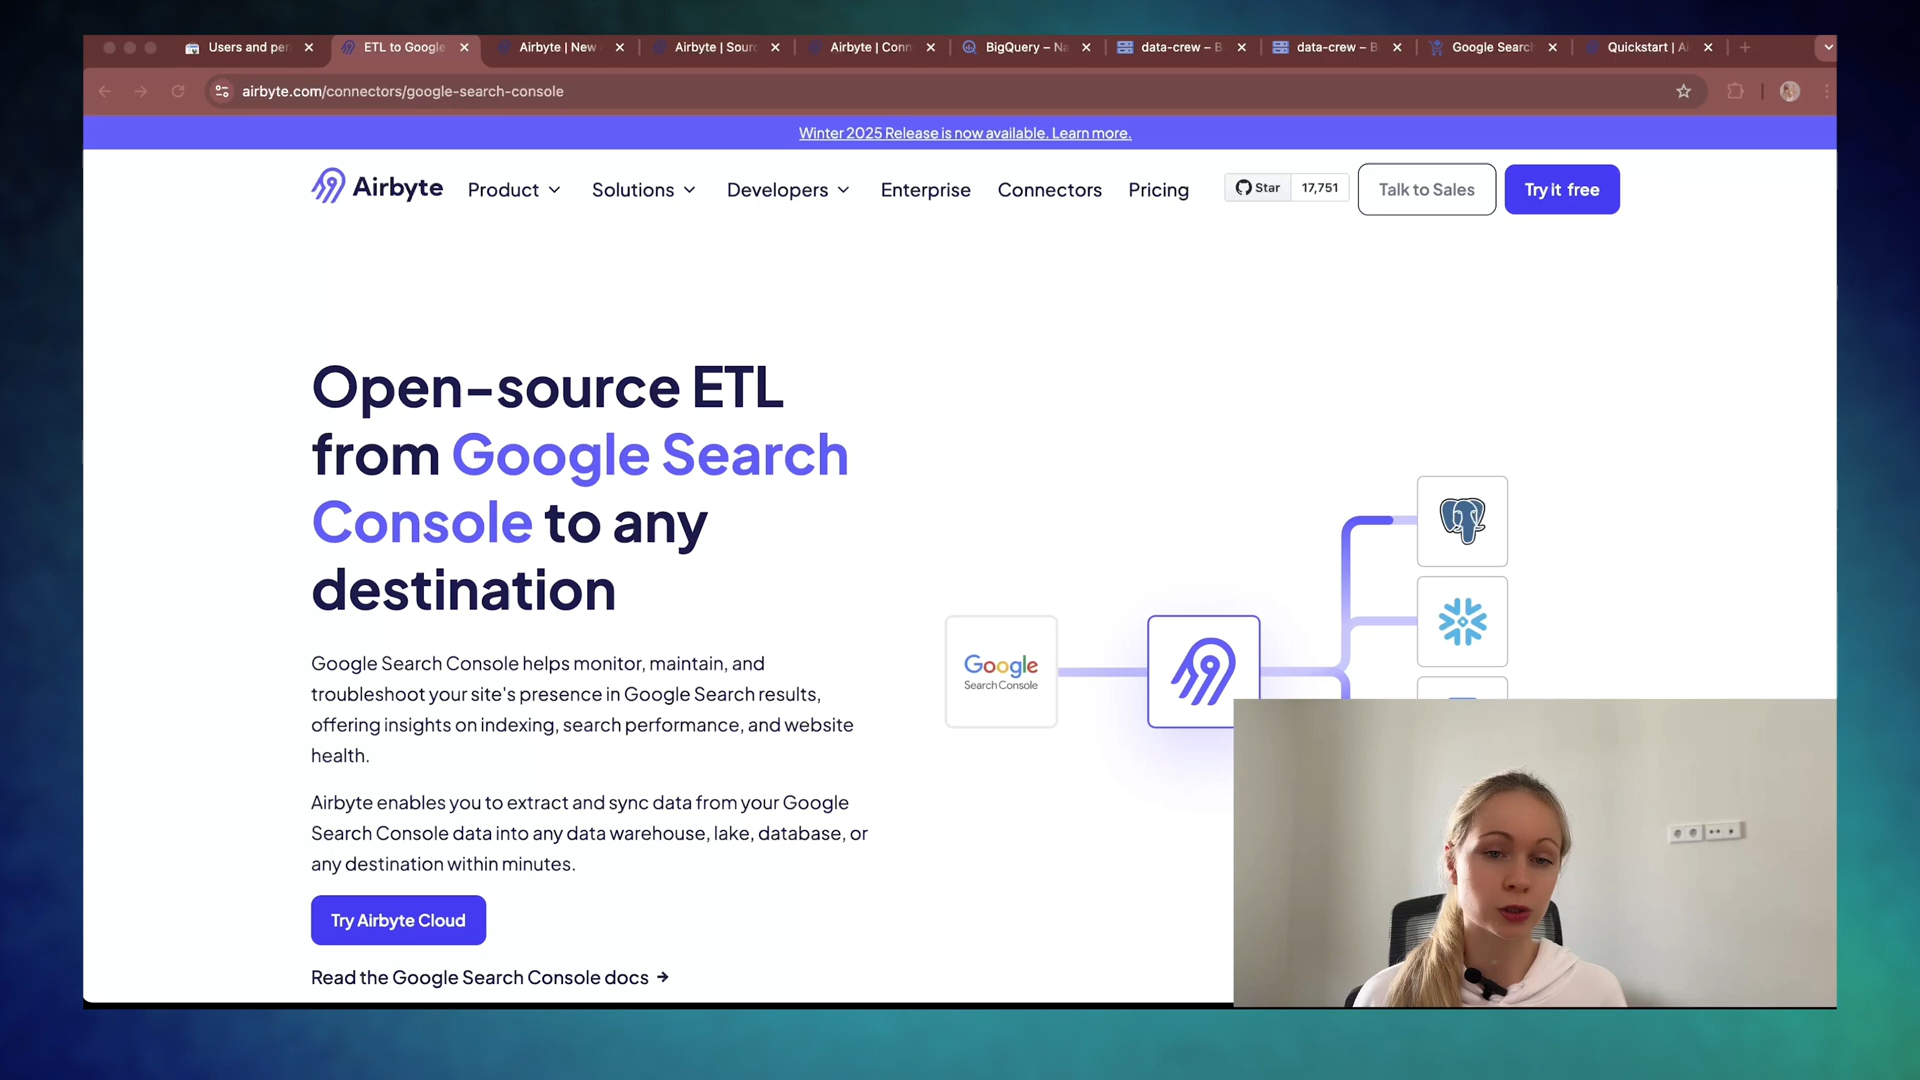 Users and per
ETL to Google
Airbyte | New
Airbyte | Sour
Airbyte | Conn
BigQuery – Na
data-crew – B
data-crew – B
Google Search
Quickstart | Ai
airbyte.com/connectors/google-search-console
Winter 2025 Release is now available. Learn more.
Airbyte
Product
Solutions
Developers
Enterprise
Connectors
Pricing
Star
17,751
Talk to Sales
Try it free
Open-source ETL
from Google Search
Console to any
destination
Google Search Console helps monitor, maintain, and
troubleshoot your site's presence in Google Search results,
offering insights on indexing, search performance, and website
health.
Airbyte enables you to extract and sync data from your Google
Search Console data into any data warehouse, lake, database, or
any destination within minutes.
Try Airbyte Cloud
Read the Google Search Console docs →
Google
Search Console